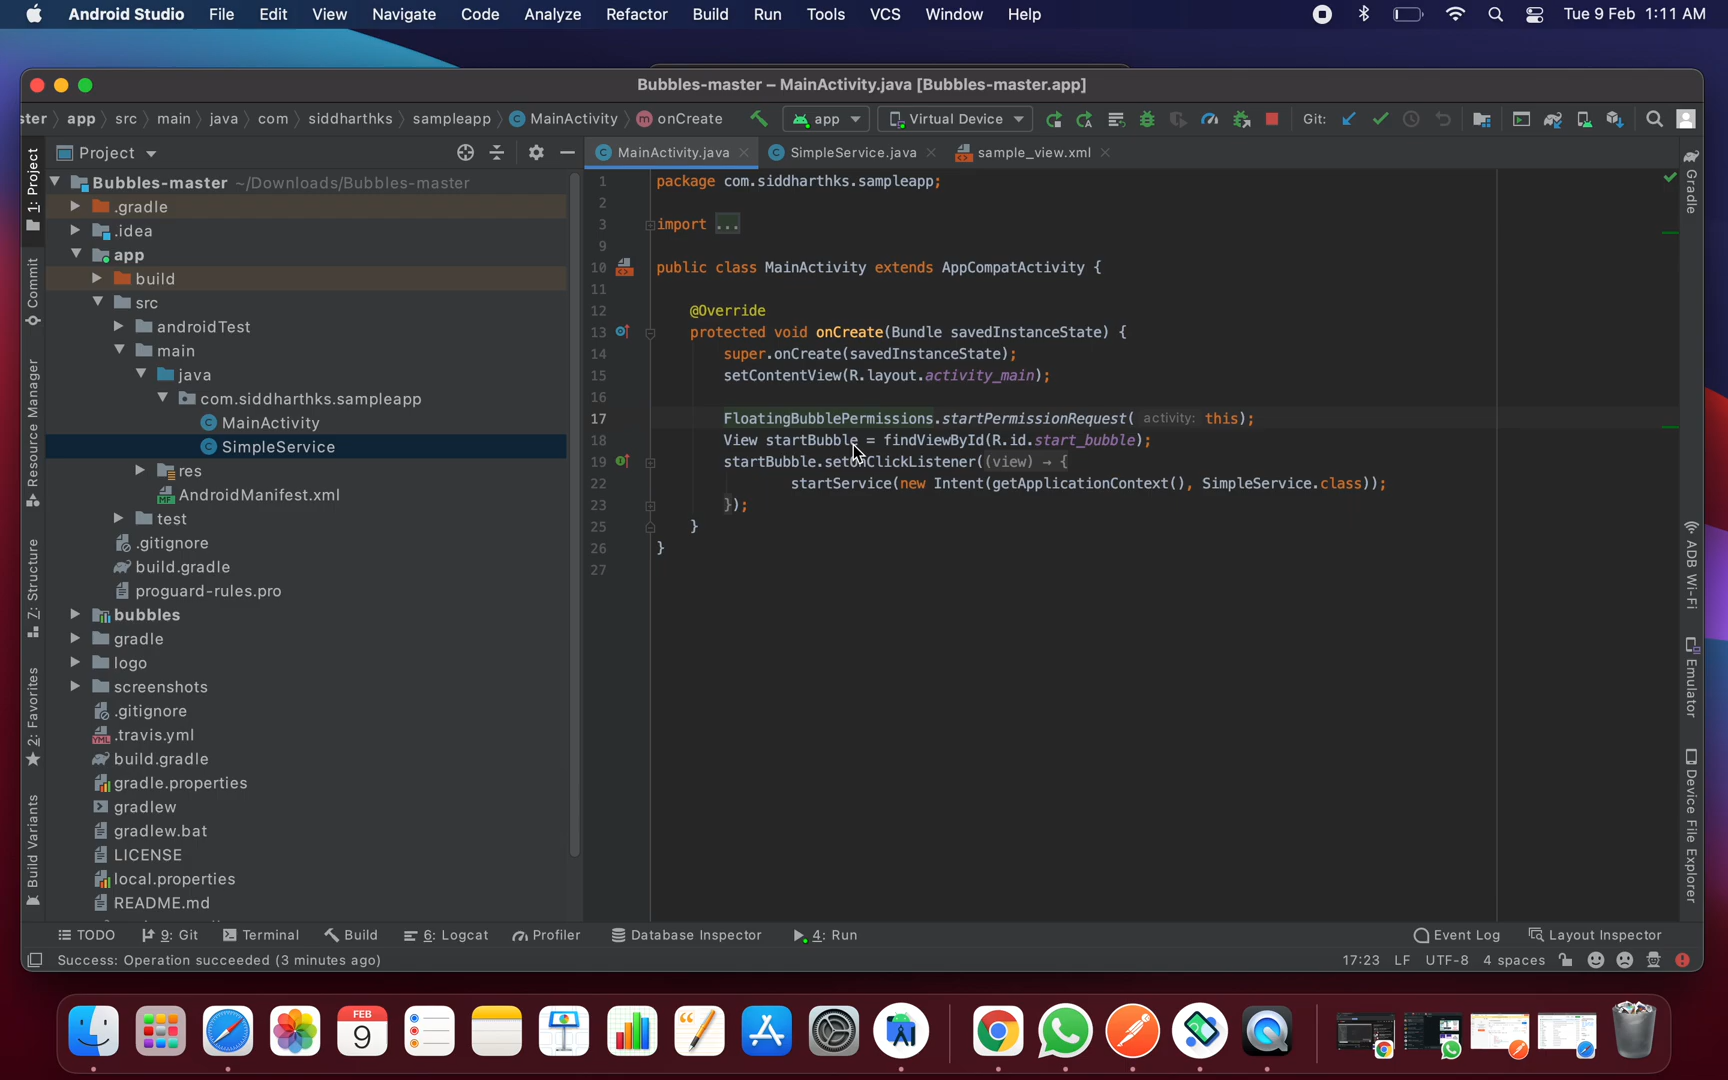 Android Studio File Edit View Navigate Code Analyze Refactor Build Run Tools VCS Window Help Tue 9 Feb 1:11 AM
Bubbles-master – MainActivity.java [Bubbles-master.app]
ster app src main java com siddharthks sampleapp C MainActivity m onCreate app Virtual Device Git:
Project
MainActivity.java SimpleService.java sample_view.xml
Bubbles-master ~/Downloads/Bubbles-master
.gradle
.idea
app
build
src
androidTest
main
java
com.siddharthks.sampleapp
MainActivity
SimpleService
res
AndroidManifest.xml
test
.gitignore
build.gradle
proguard-rules.pro
bubbles
gradle
logo
screenshots
.gitignore
.travis.yml
build.gradle
gradle.properties
gradlew
gradlew.bat
LICENSE
local.properties
README.md
1: Project
Commit
Resource Manager
7: Structure
2: Favorites
Build Variants
1 package com.siddharthks.sampleapp;
2
3 import ...
9
10 public class MainActivity extends AppCompatActivity {
11
12 @Override
13 protected void onCreate(Bundle savedInstanceState) {
14 super.onCreate(savedInstanceState);
15 setContentView(R.layout.activity_main);
16
17 FloatingBubblePermissions.startPermissionRequest( activity: this);
18 View startBubble = findViewById(R.id.start_bubble);
19 startBubble.setOnClickListener((view) → {
22 startService(new Intent(getApplicationContext(), SimpleService.class));
23 });
25 }
26 }
27
Gradle
ADB Wi-Fi
Emulator
Device File Explorer
TODO 9: Git Terminal Build 6: Logcat Profiler Database Inspector 4: Run Event Log Layout Inspector
Success: Operation succeeded (3 minutes ago) 17:23 LF UTF-8 4 spaces
FEB
9